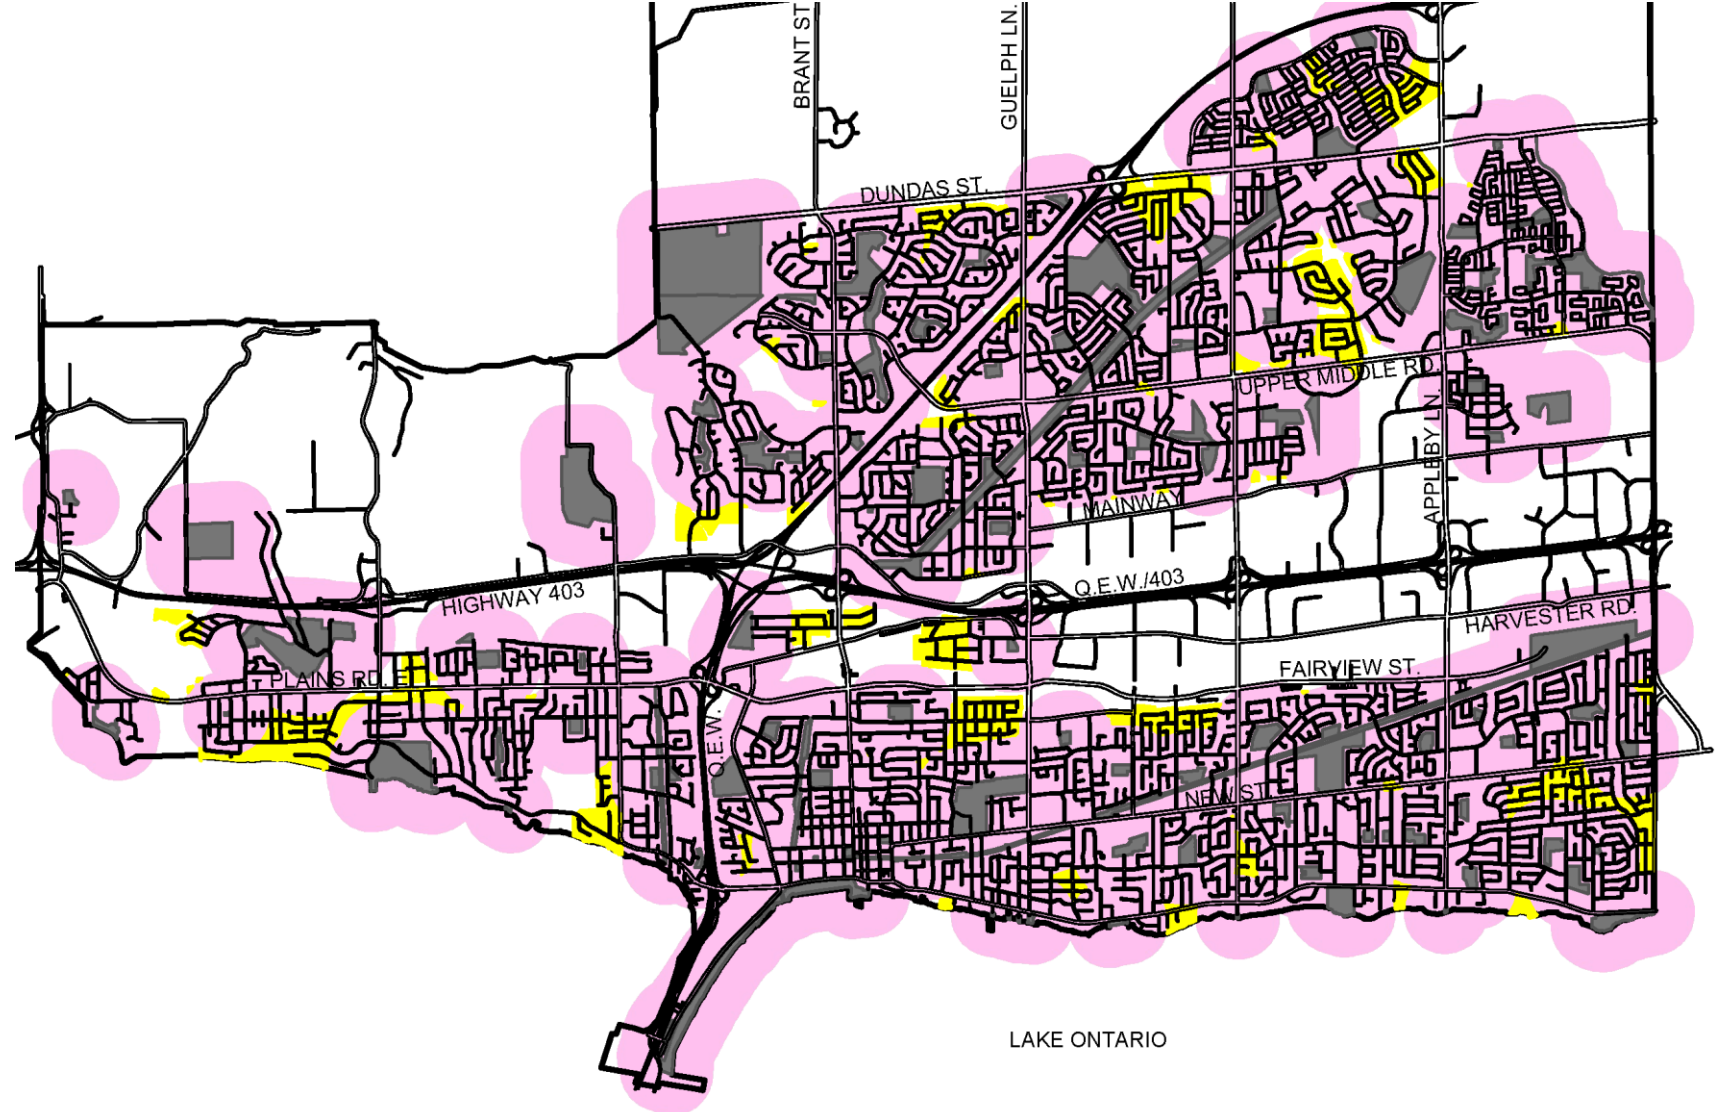 BRANT ST
GUELPH LN.
DUNDAS ST.
UPPER MIDDLE RD.
APPLEBY LN.
MAINWAY
Q.E.W./403
HIGHWAY 403
HARVESTER RD.
FAIRVIEW ST.
PLAINS RD. E.
Q.E.W.
NEW ST.
LAKE ONTARIO